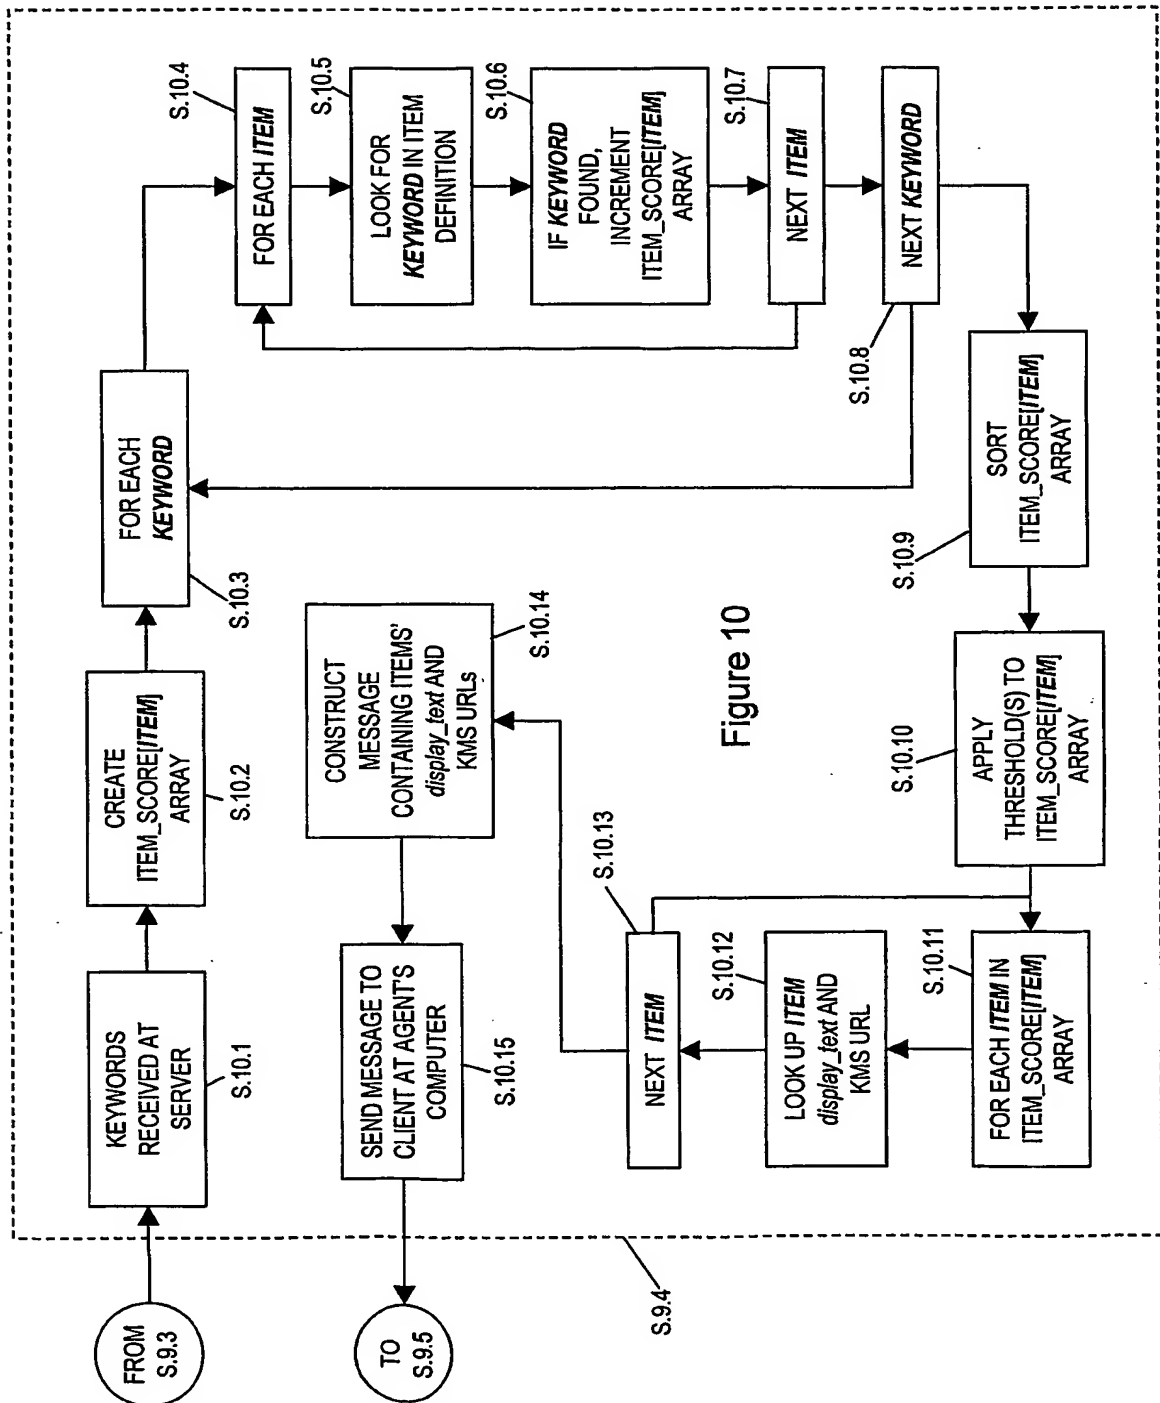 FROM
S.9.3
KEYWORDS
RECEIVED AT
SERVER
S.10.1
CREATE
ITEM_SCORE[ITEM]
ARRAY
S.10.2
FOR EACH
KEYWORD
S.10.3
FOR EACH ITEM
S.10.4
LOOK FOR
KEYWORD IN ITEM
DEFINITION
S.10.5
IF KEYWORD
FOUND,
INCREMENT
ITEM_SCORE[ITEM]
ARRAY
S.10.6
NEXT ITEM
S.10.7
NEXT KEYWORD
S.10.8
SORT
ITEM_SCORE[ITEM]
ARRAY
S.10.9
APPLY
THRESHOLD(S) TO
ITEM_SCORE[ITEM]
ARRAY
S.10.10
FOR EACH ITEM IN
ITEM_SCORE[ITEM]
ARRAY
S.10.11
LOOK UP ITEM
display_text AND
KMS URL
S.10.12
NEXT ITEM
S.10.13
CONSTRUCT
MESSAGE
CONTAINING ITEMS'
display_text AND
KMS URLs
S.10.14
SEND MESSAGE TO
CLIENT AT AGENT'S
COMPUTER
S.10.15
TO
S.9.5
S.9.4
Figure 10